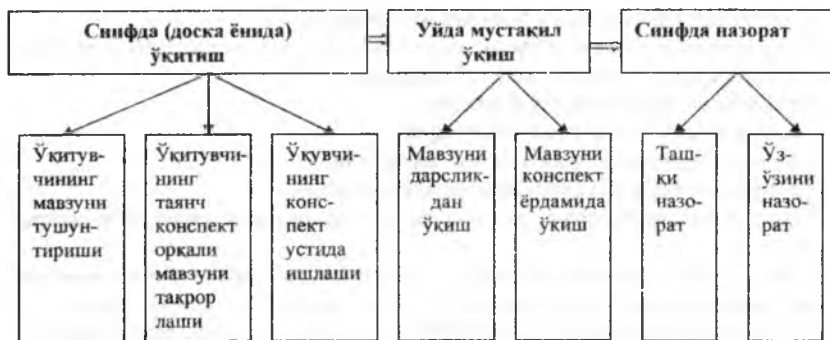 Синфда (доска ёнида)
ўқитиш
Уйда мустақил
ўқиш
Синфда назорат
Ўқитув-
чининг
мавзуни
тушун-
тириши
Ўқитувчи-
нинг
таянч
конспект
орқали
мавзуни
такрор
лаши
Ўқувчи-
нинг
конс-
пект
устида
ишлаши
Мавзуни
дарслик-
дан
ўқиш
Мавзуни
конспект
ёрдамида
ўқиш
Таш-
қи
назо-
рат
Ўз-
ўзини
назо-
рат